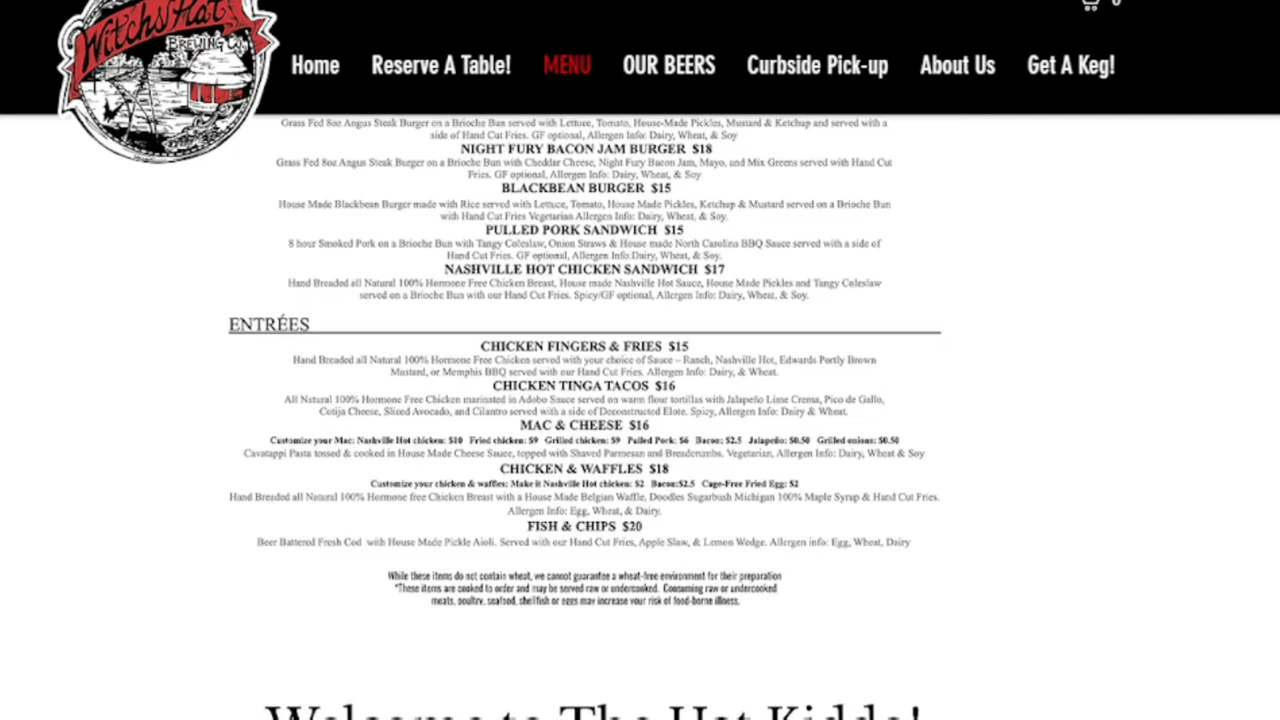 Witch's Hat
BREWING CO.
0
Home Reserve A Table! MENU OUR BEERS Curbside Pick-up About Us Get A Keg!
Grass Fed 8oz Angus Steak Burger on a Brioche Bun served with Lettuce, Tomato, House-Made Pickles, Mustard & Ketchup and served with a
side of Hand Cut Fries. GF optional, Allergen Info: Dairy, Wheat, & Soy
NIGHT FURY BACON JAM BURGER $18
Grass Fed 8oz Angus Steak Burger on a Brioche Bun with Cheddar Cheese, Night Fury Bacon Jam, Mayo, and Mix Greens served with Hand Cut
Fries. GF optional, Allergen Info: Dairy, Wheat, & Soy
BLACKBEAN BURGER $15
House Made Blackbean Burger made with Rice served with Lettuce, Tomato, House Made Pickles, Ketchup & Mustard served on a Brioche Bun
with Hand Cut Fries Vegetarian Allergen Info: Dairy, Wheat, & Soy.
PULLED PORK SANDWICH $15
8 hour Smoked Pork on a Brioche Bun with Tangy Coleslaw, Onion Straws & House made North Carolina BBQ Sauce served with a side of
Hand Cut Fries. GF optional, Allergen Info:Dairy, Wheat, & Soy.
NASHVILLE HOT CHICKEN SANDWICH $17
Hand Breaded all Natural 100% Hormone Free Chicken Breast, House made Nashville Hot Sauce, House Made Pickles and Tangy Coleslaw
served on a Brioche Bun with our Hand Cut Fries. Spicy/GF optional, Allergen Info: Dairy, Wheat, & Soy.
ENTRÉES
CHICKEN FINGERS & FRIES $15
Hand Breaded all Natural 100% Hormone Free Chicken served with your choice of Sauce – Ranch, Nashville Hot, Edwards Portly Brown
Mustard, or Memphis BBQ served with our Hand Cut Fries. Allergen Info: Dairy, & Wheat.
CHICKEN TINGA TACOS $16
All Natural 100% Hormone Free Chicken marinated in Adobo Sauce served on warm flour tortillas with Jalapeño Lime Crema, Pico de Gallo,
Cotija Cheese, Sliced Avocado, and Cilantro served with a side of Deconstructed Elote. Spicy, Allergen Info: Dairy & Wheat.
MAC & CHEESE $16
Customize your Mac: Nashville Hot chicken: $10 Fried chicken: $9 Grilled chicken: $9 Pulled Pork: $6 Bacon: $2.5 Jalapeño: $0.50 Grilled onions: $0.50
Cavatappi Pasta tossed & cooked in House Made Cheese Sauce, topped with Shaved Parmesan and Breadcrumbs. Vegetarian, Allergen Info: Dairy, Wheat & Soy
CHICKEN & WAFFLES $18
Customize your chicken & waffles: Make it Nashville Hot chicken: $2 Bacon:$2.5 Cage-Free Fried Egg: $2
Hand Breaded all Natural 100% Hormone free Chicken Breast with a House Made Belgian Waffle, Doodles Sugarbush Michigan 100% Maple Syrup & Hand Cut Fries.
Allergen Info: Egg, Wheat, & Dairy.
FISH & CHIPS $20
Beer Battered Fresh Cod with House Made Pickle Aioli. Served with our Hand Cut Fries, Apple Slaw, & Lemon Wedge. Allergen info: Egg, Wheat, Dairy
While these items do not contain wheat, we cannot guarantee a wheat-free environment for their preparation
*These items are cooked to order and may be served raw or undercooked. Consuming raw or undercooked
meats, poultry, seafood, shellfish or eggs may increase your risk of food-borne illness.
Welcome to The Hot Kidds!